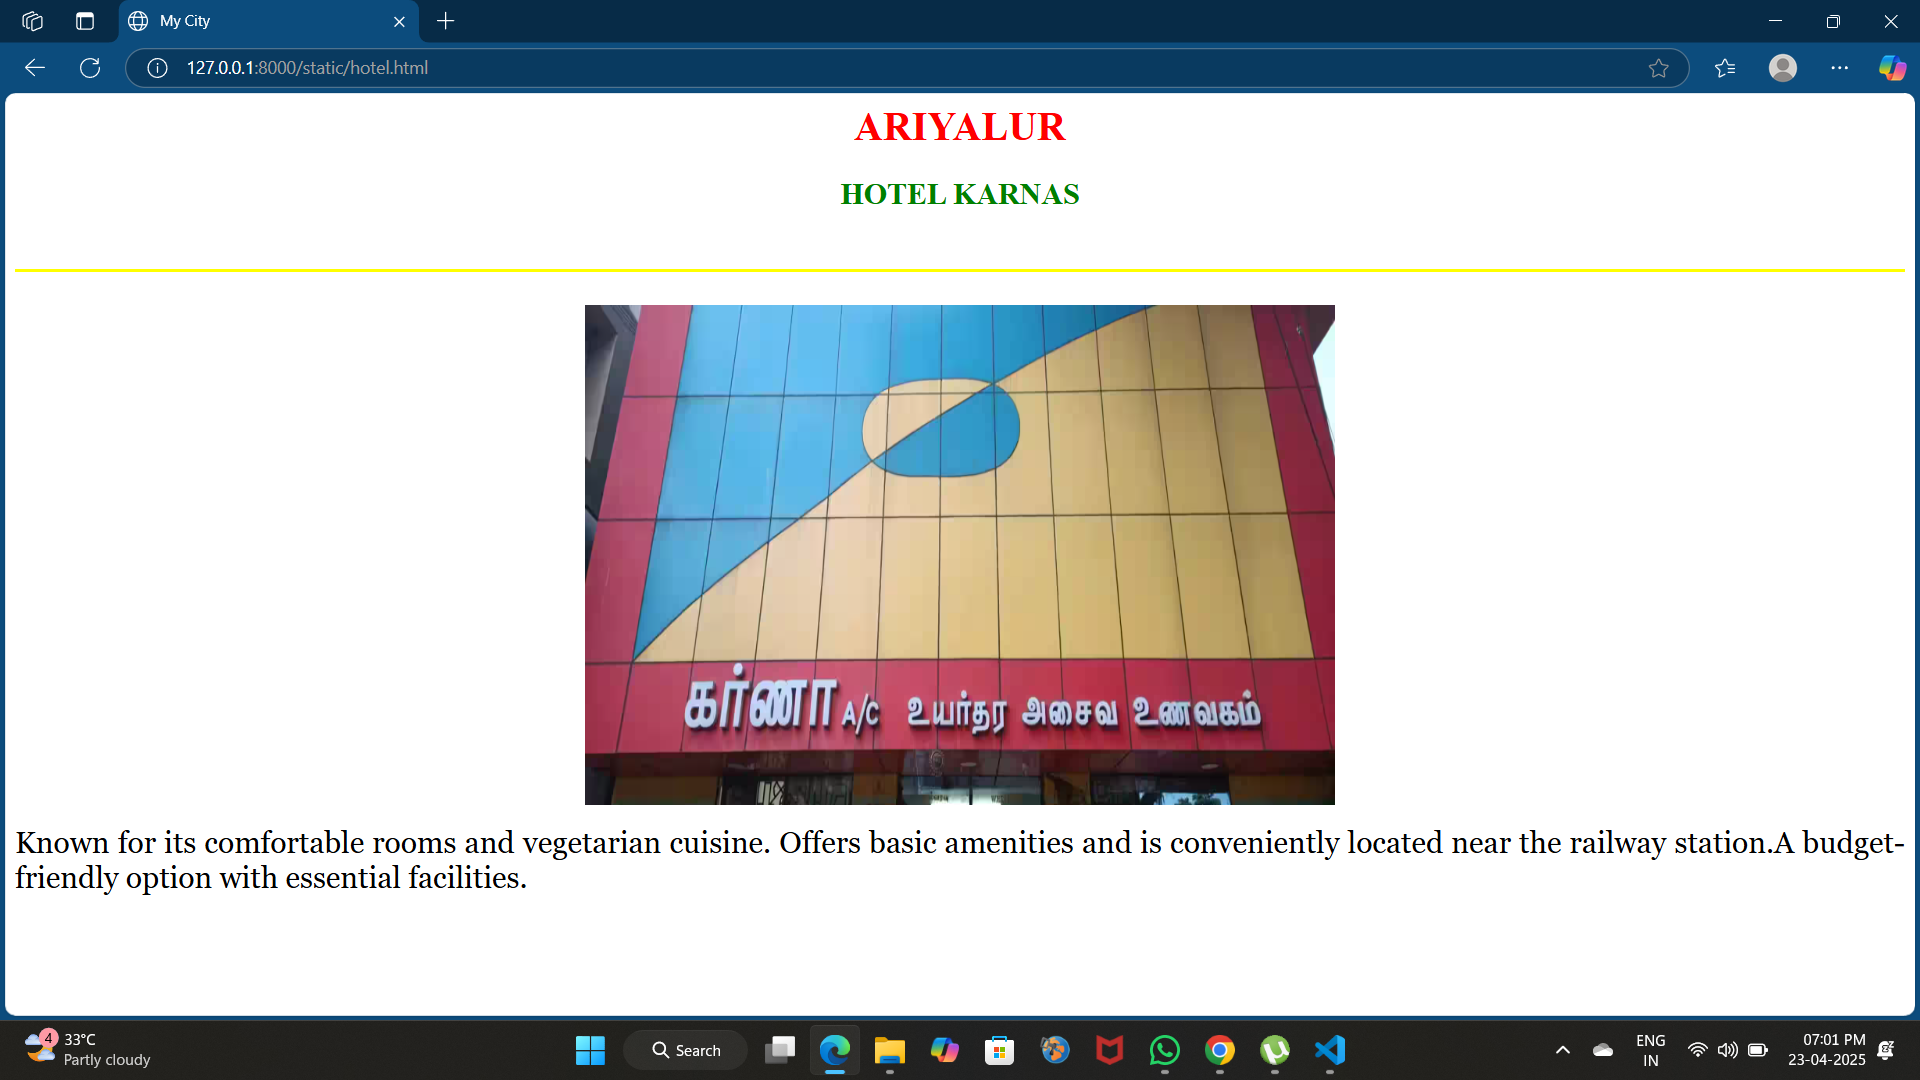 My City
127.0.0.1:8000/static/hotel.html
ARIYALUR
HOTEL KARNAS
கர்ணா A/C உயர்தர அசைவ உணவகம்
Known for its comfortable rooms and vegetarian cuisine. Offers basic amenities and is conveniently located near the railway station.A budget-
friendly option with essential facilities.
4
33°C
Partly cloudy
Search
ENG
IN
07:01 PM
23-04-2025